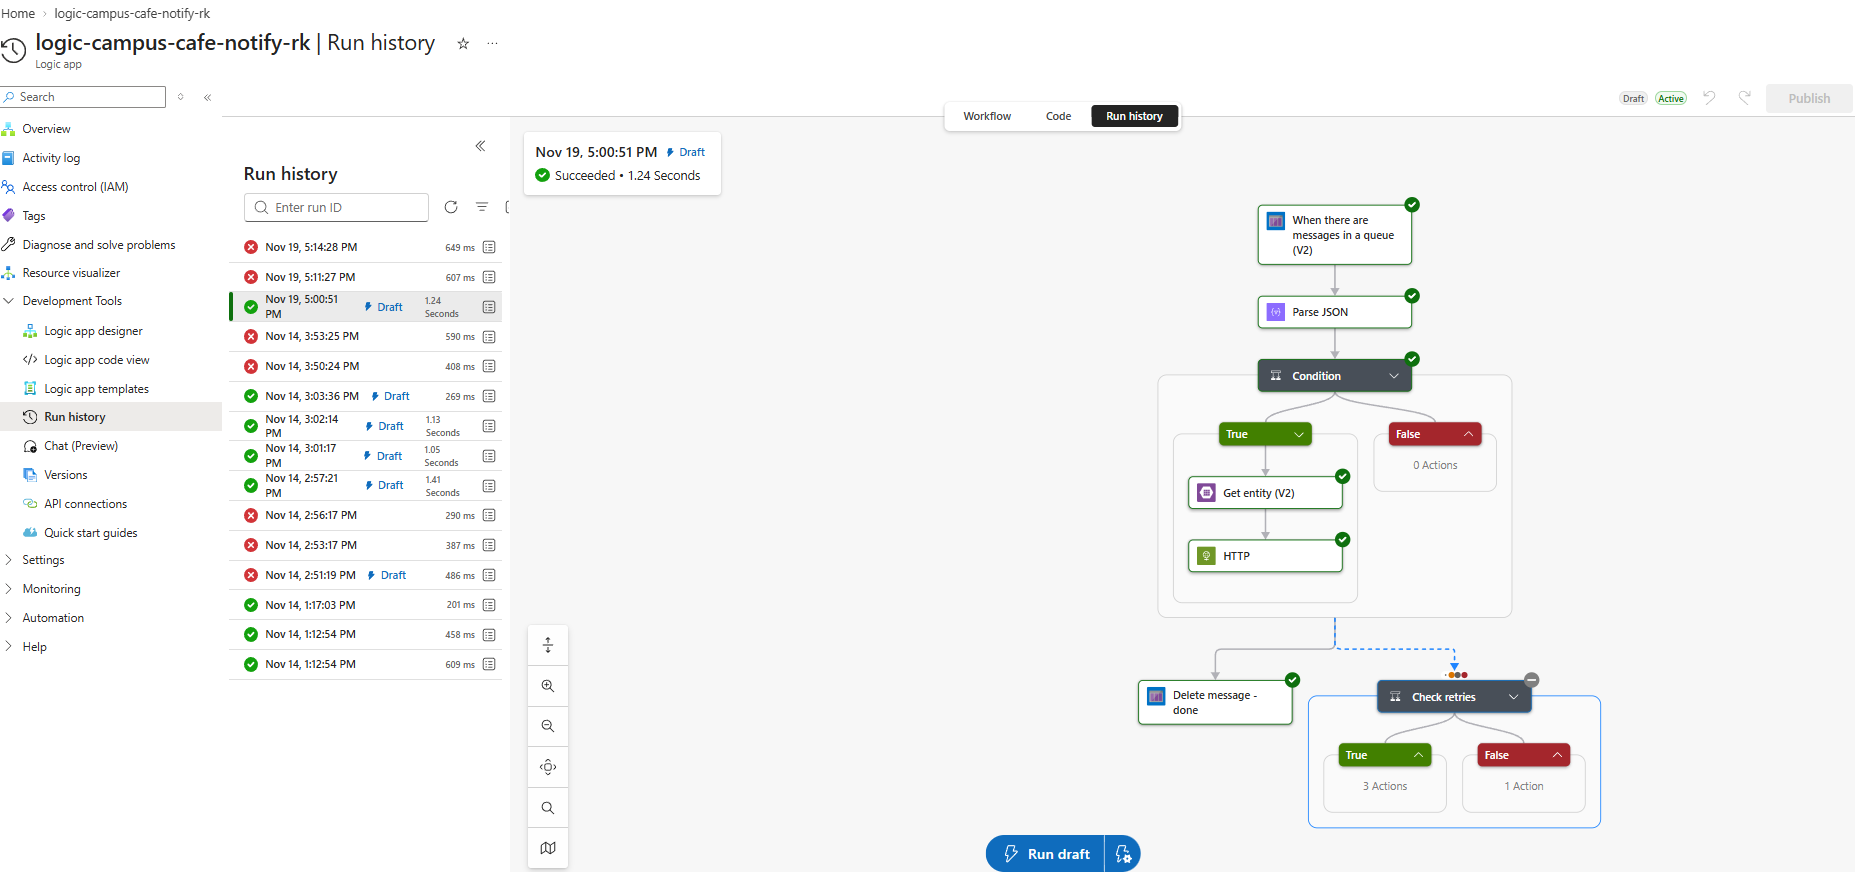 Home › logic-campus-cafe-notify-rk
logic-campus-cafe-notify-rk | Run history
Logic app
Search
Overview
Activity log
Access control (IAM)
Tags
Diagnose and solve problems
Resource visualizer
Development Tools
Logic app designer
Logic app code view
Logic app templates
Run history
Chat (Preview)
Versions
API connections
Quick start guides
Settings
Monitoring
Automation
Help
Workflow Code Run history
Draft Active Publish
Run history
Enter run ID
Nov 19, 5:14:28 PM 649 ms
Nov 19, 5:11:27 PM 607 ms
Nov 19, 5:00:51 PM Draft 1.24 Seconds
Nov 14, 3:53:25 PM 590 ms
Nov 14, 3:50:24 PM 408 ms
Nov 14, 3:03:36 PM Draft 269 ms
Nov 14, 3:02:14 PM Draft 1.13 Seconds
Nov 14, 3:01:17 PM Draft 1.05 Seconds
Nov 14, 2:57:21 PM Draft 1.41 Seconds
Nov 14, 2:56:17 PM 290 ms
Nov 14, 2:53:17 PM 387 ms
Nov 14, 2:51:19 PM Draft 486 ms
Nov 14, 1:17:03 PM 201 ms
Nov 14, 1:12:54 PM 458 ms
Nov 14, 1:12:54 PM 609 ms
Nov 19, 5:00:51 PM Draft
Succeeded • 1.24 Seconds
When there are
messages in a queue
(V2)
Parse JSON
Condition
True
False
0 Actions
Get entity (V2)
HTTP
Delete message -
done
Check retries
True
False
3 Actions
1 Action
Run draft